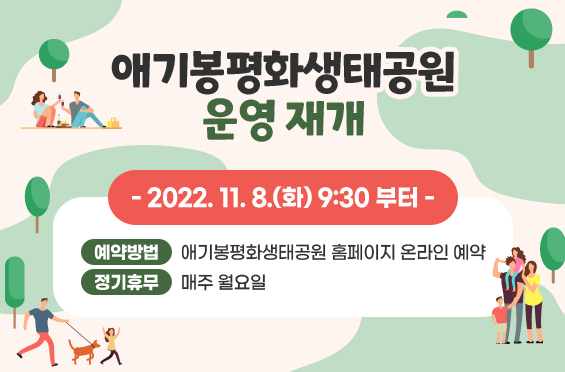 애기봉평화생태공원
운영 재개
- 2022. 11. 8.(화) 9:30 부터 -
예약방법 애기봉평화생태공원 홈페이지 온라인 예약
정기휴무 매주 월요일